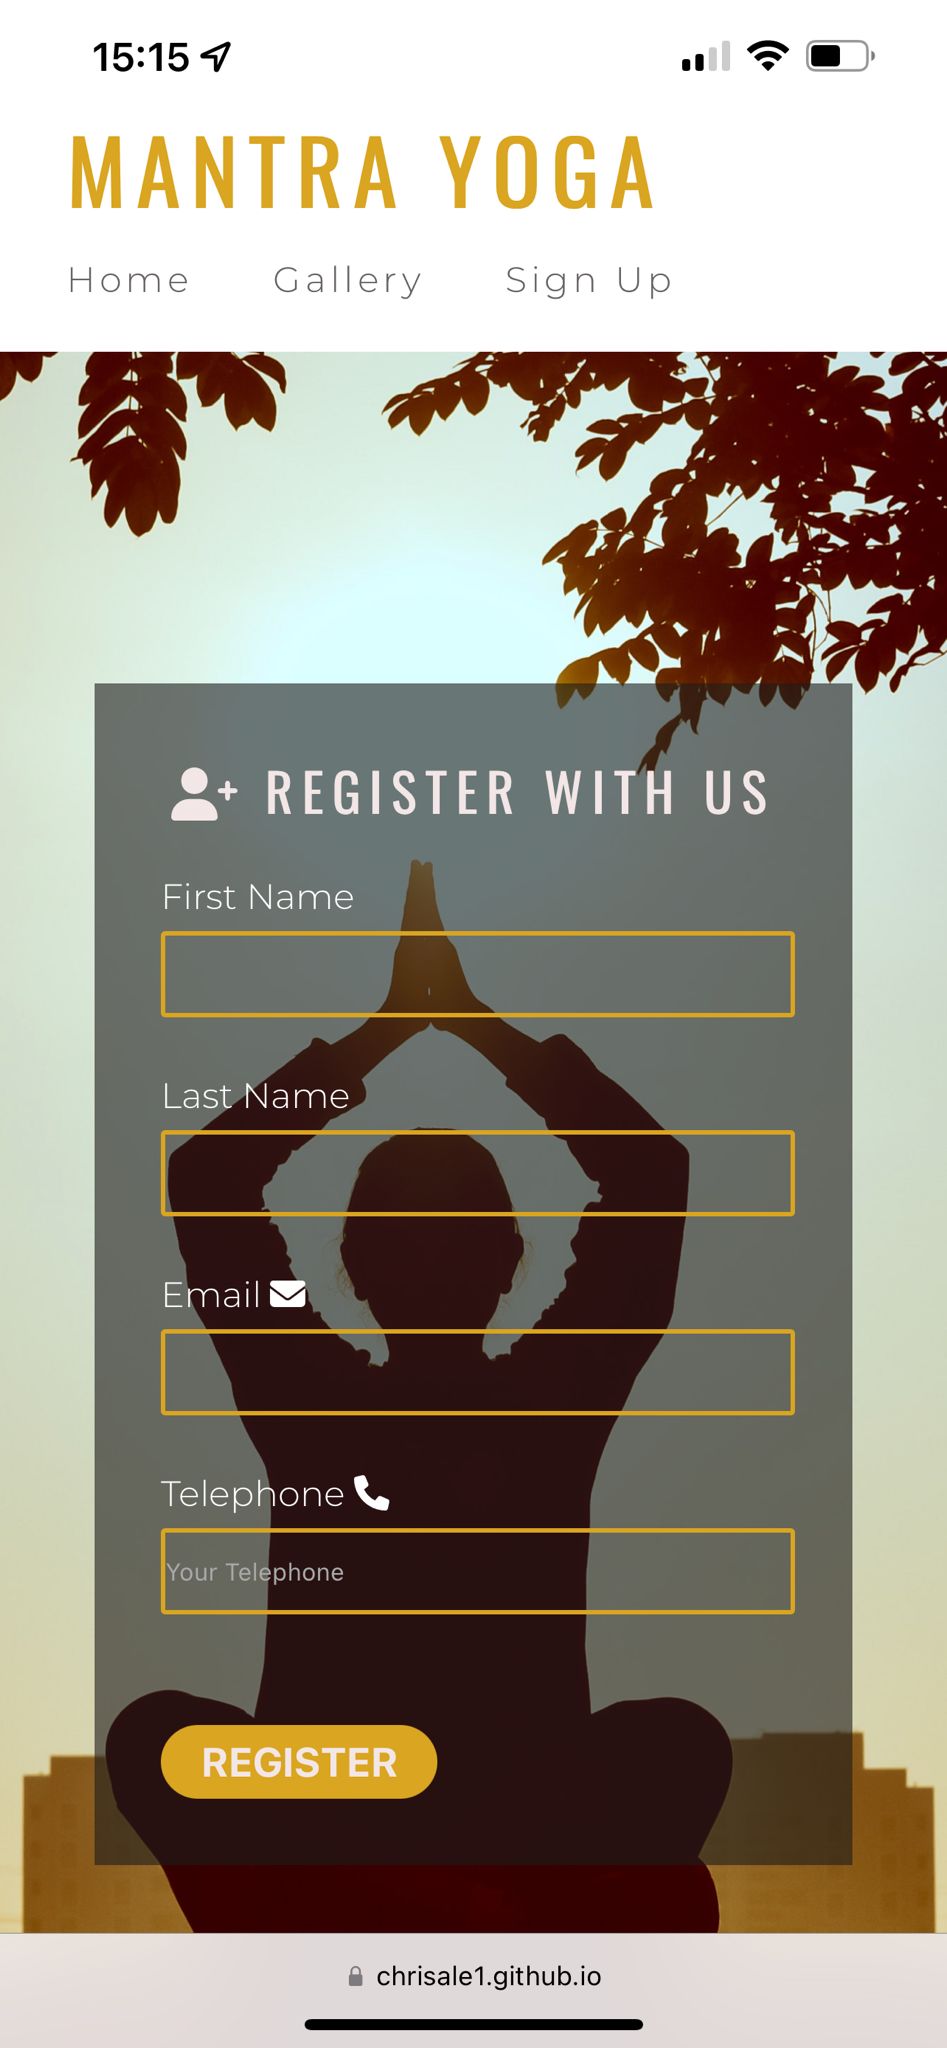 15:15
MANTRA YOGA
Home Gallery Sign Up
REGISTER WITH US
First Name
Last Name
Email
Telephone
Your Telephone
REGISTER
chrisale1.github.io